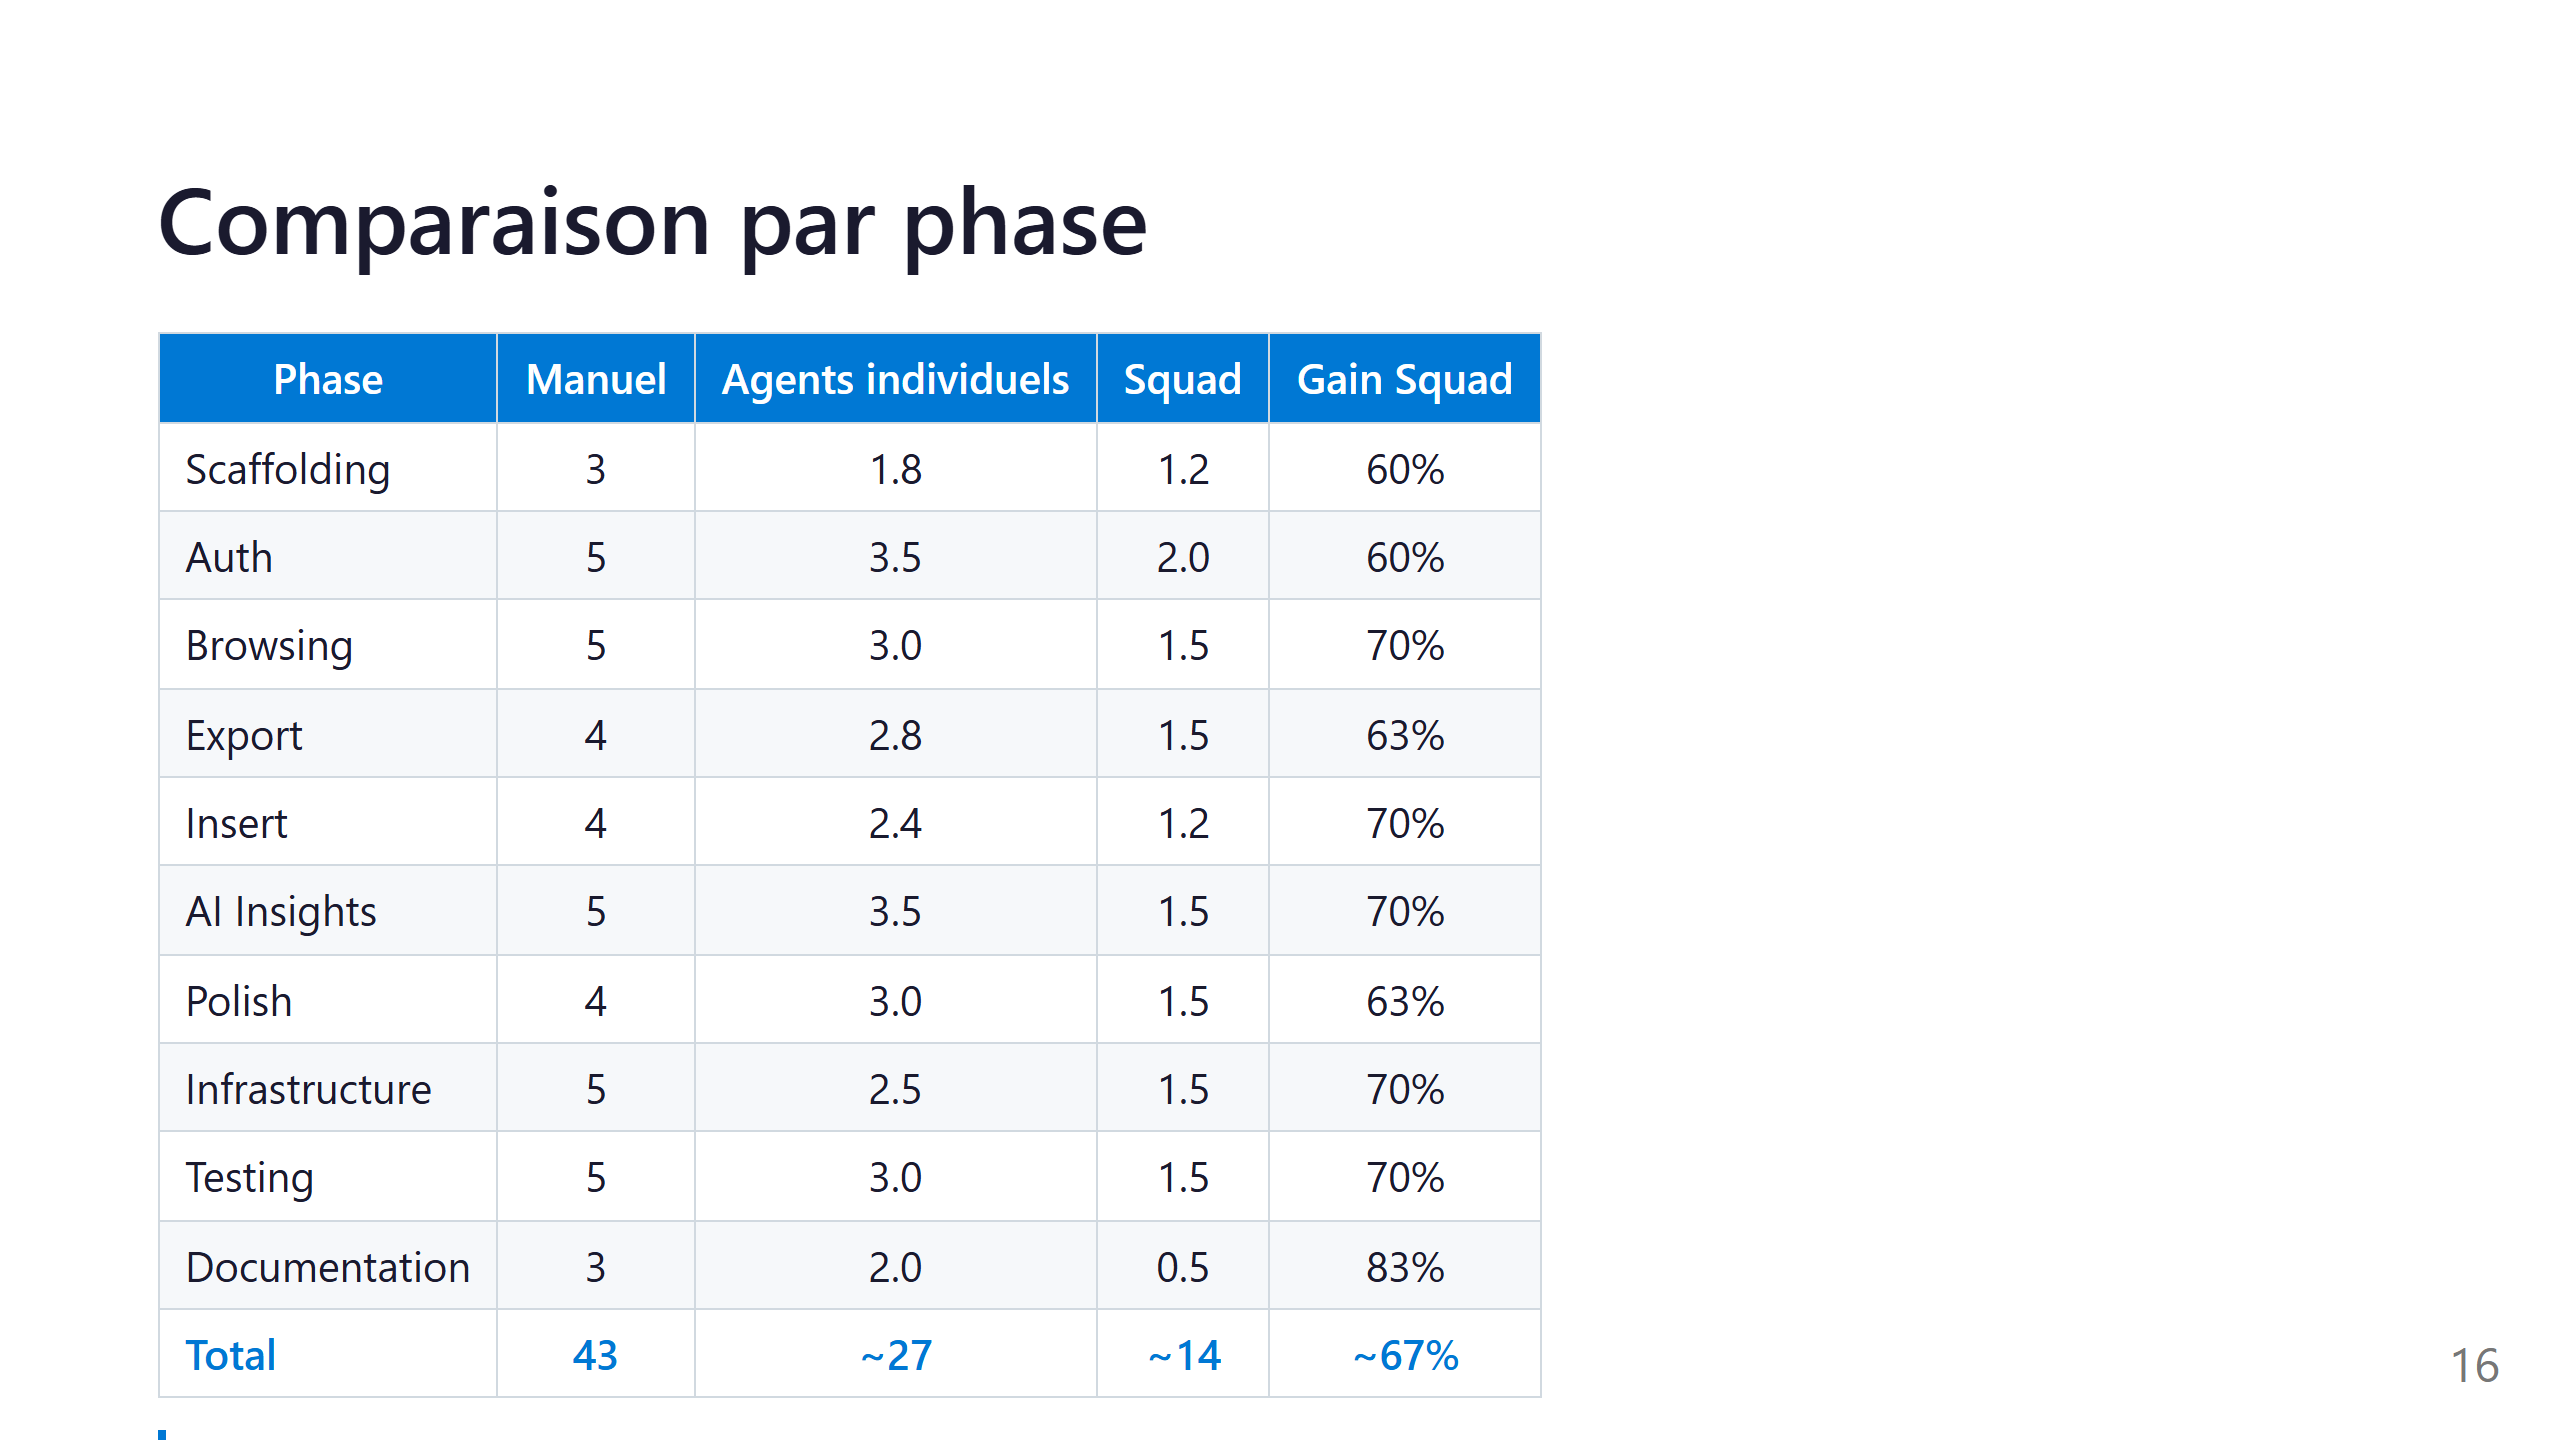 Comparaison par phase
Phase Manuel Agents individuels Squad Gain Squad
Scaffolding 3 1.8 1.2 60%
Auth 5 3.5 2.0 60%
Browsing 5 3.0 1.5 70%
Export 4 2.8 1.5 63%
Insert 4 2.4 1.2 70%
AI Insights 5 3.5 1.5 70%
Polish 4 3.0 1.5 63%
Infrastructure 5 2.5 1.5 70%
Testing 5 3.0 1.5 70%
Documentation 3 2.0 0.5 83%
Total 43 ~27 ~14 ~67%
16